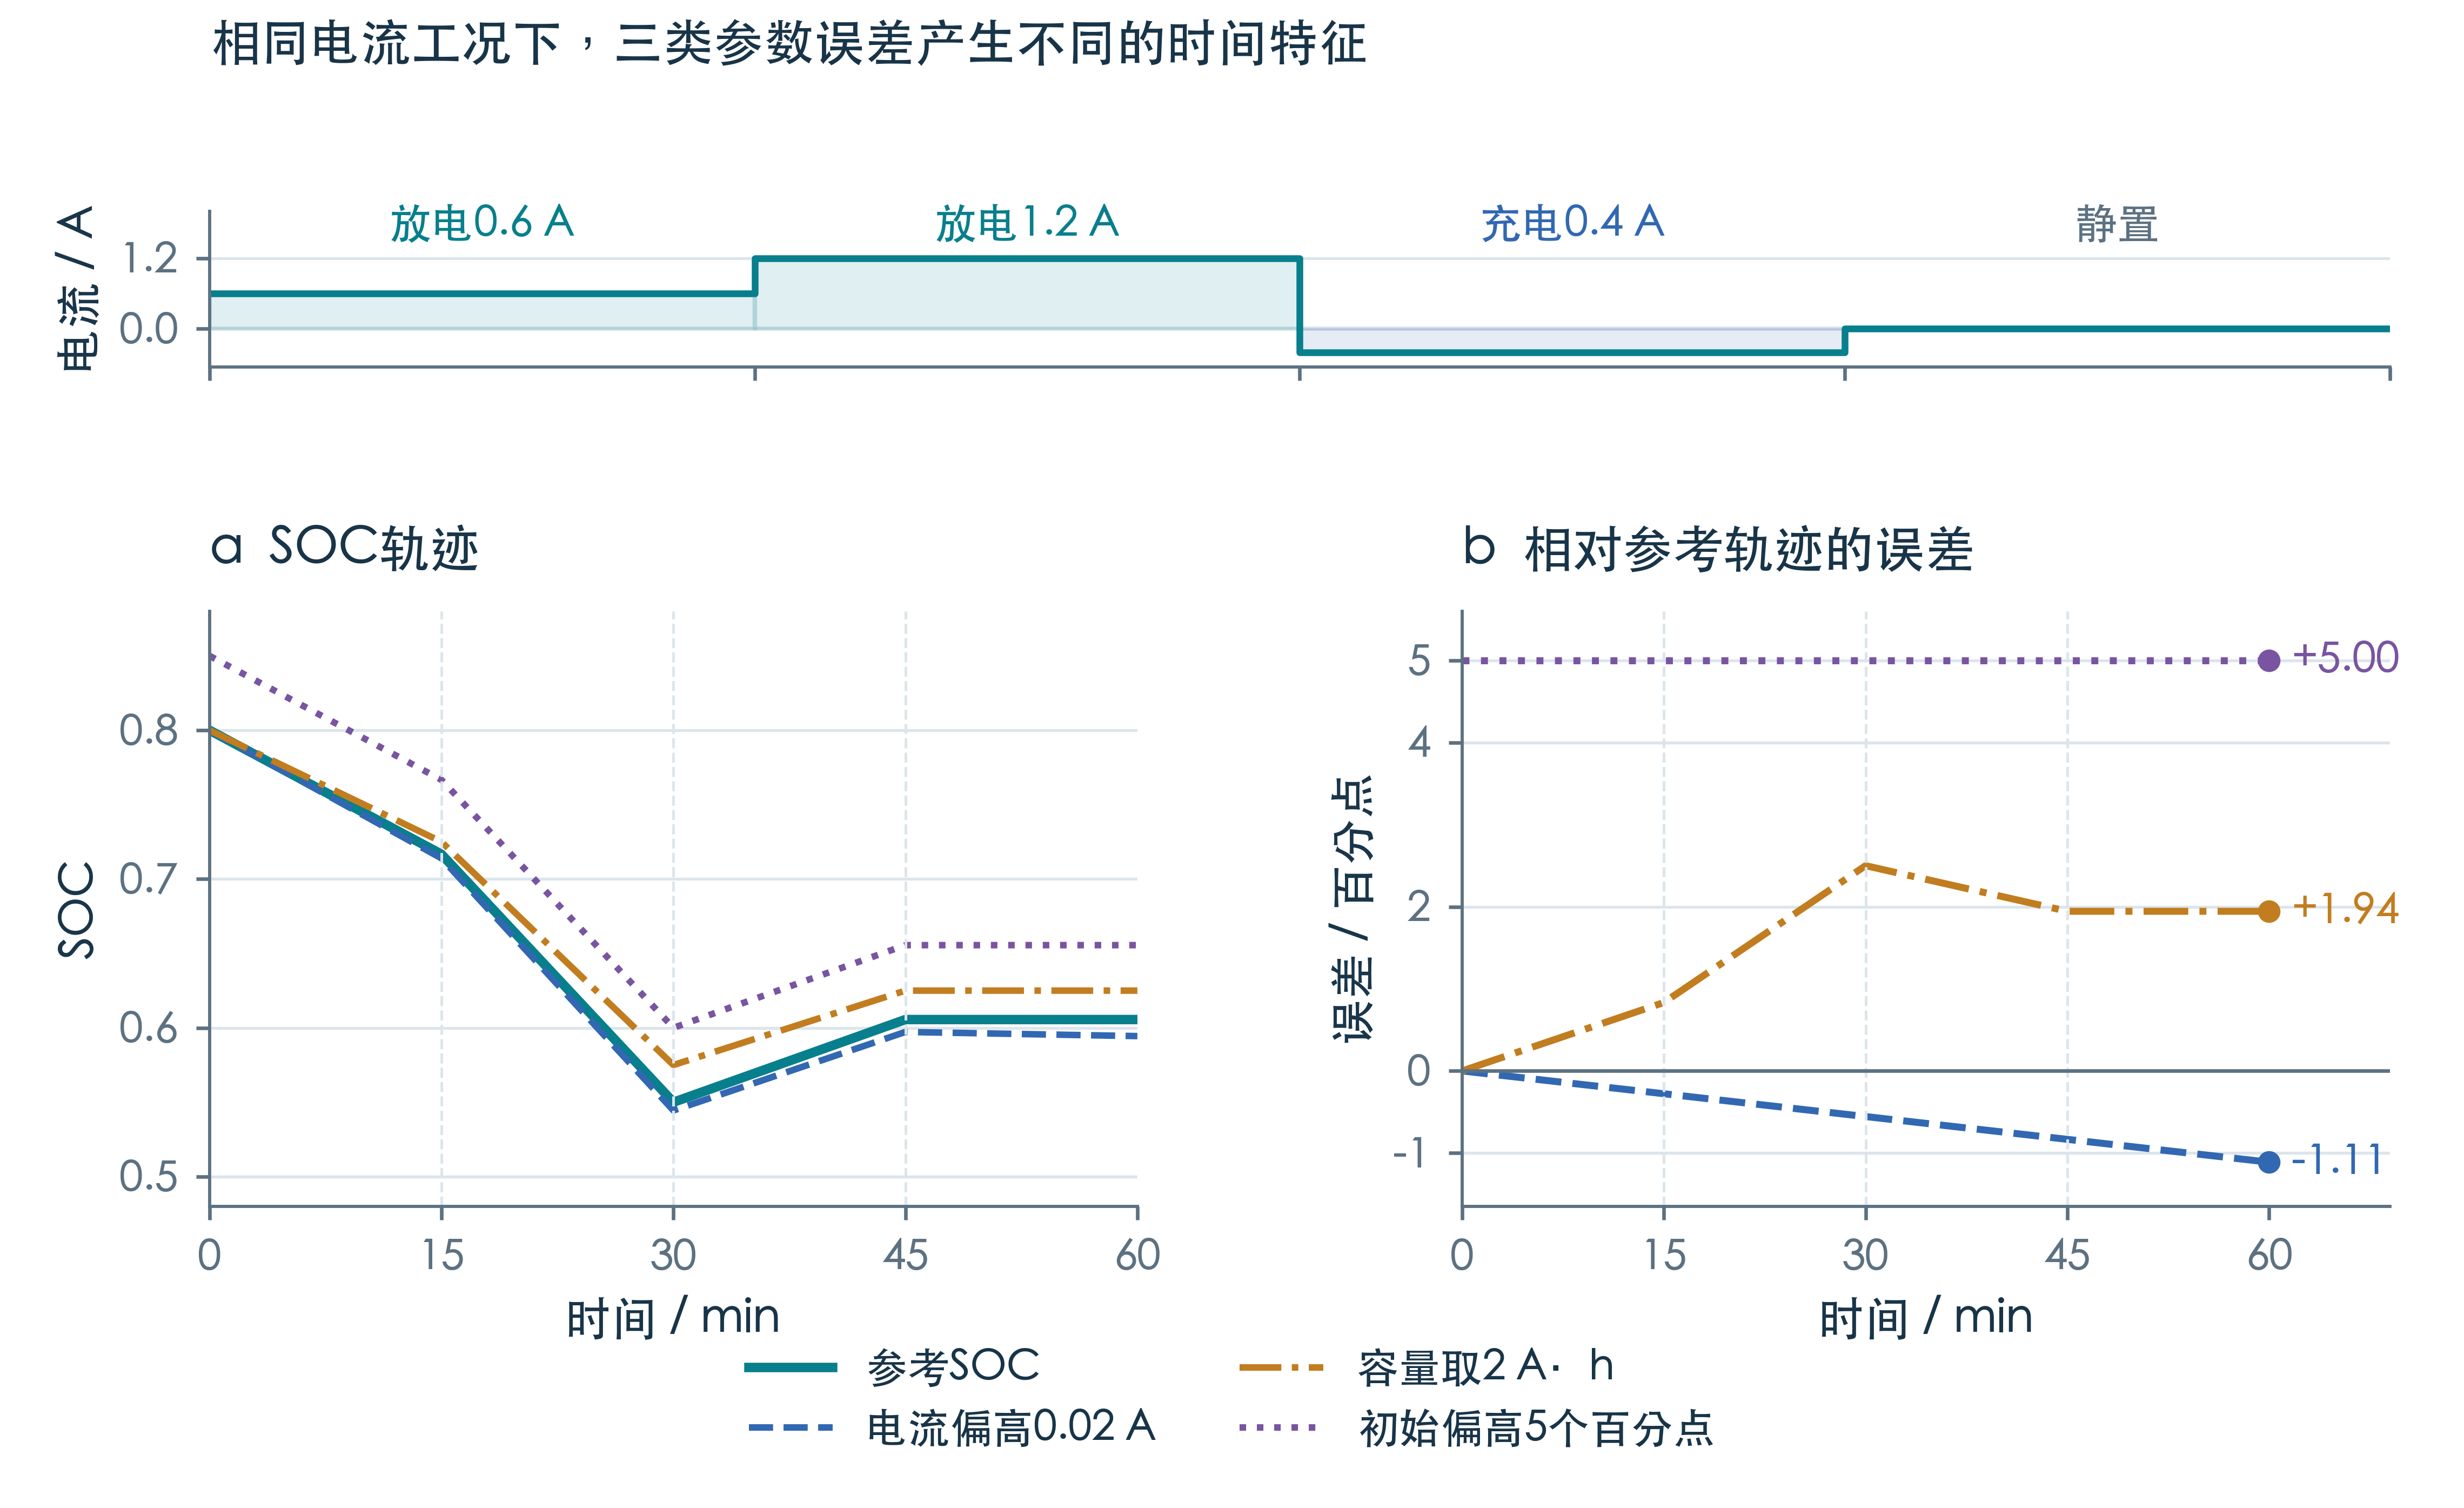 相同电流工况下，三类参数误差产生不同的时间特征
电流 / A
放电0.6 A
放电1.2 A
充电0.4 A
静置
1.2
0.0
a SOC轨迹
SOC
0.8
0.7
0.6
0.5
0 15 30 45 60
时间 / min
b 相对参考轨迹的误差
误差 / 百分点
5
4
2
0
-1
+5.00
+1.94
-1.11
0 15 30 45 60
时间 / min
参考SOC
容量取2 A· h
电流偏高0.02 A
初始偏高5个百分点